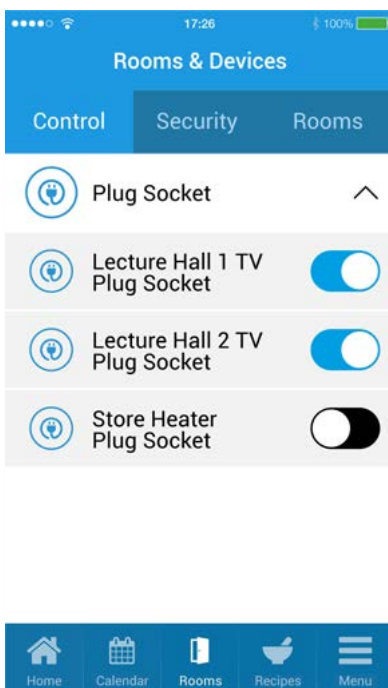 17:26
100%
Rooms & Devices
Control Security Rooms
Plug Socket
Lecture Hall 1 TV
Plug Socket
Lecture Hall 2 TV
Plug Socket
Store Heater
Plug Socket
Home Calendar Rooms Recipes Menu